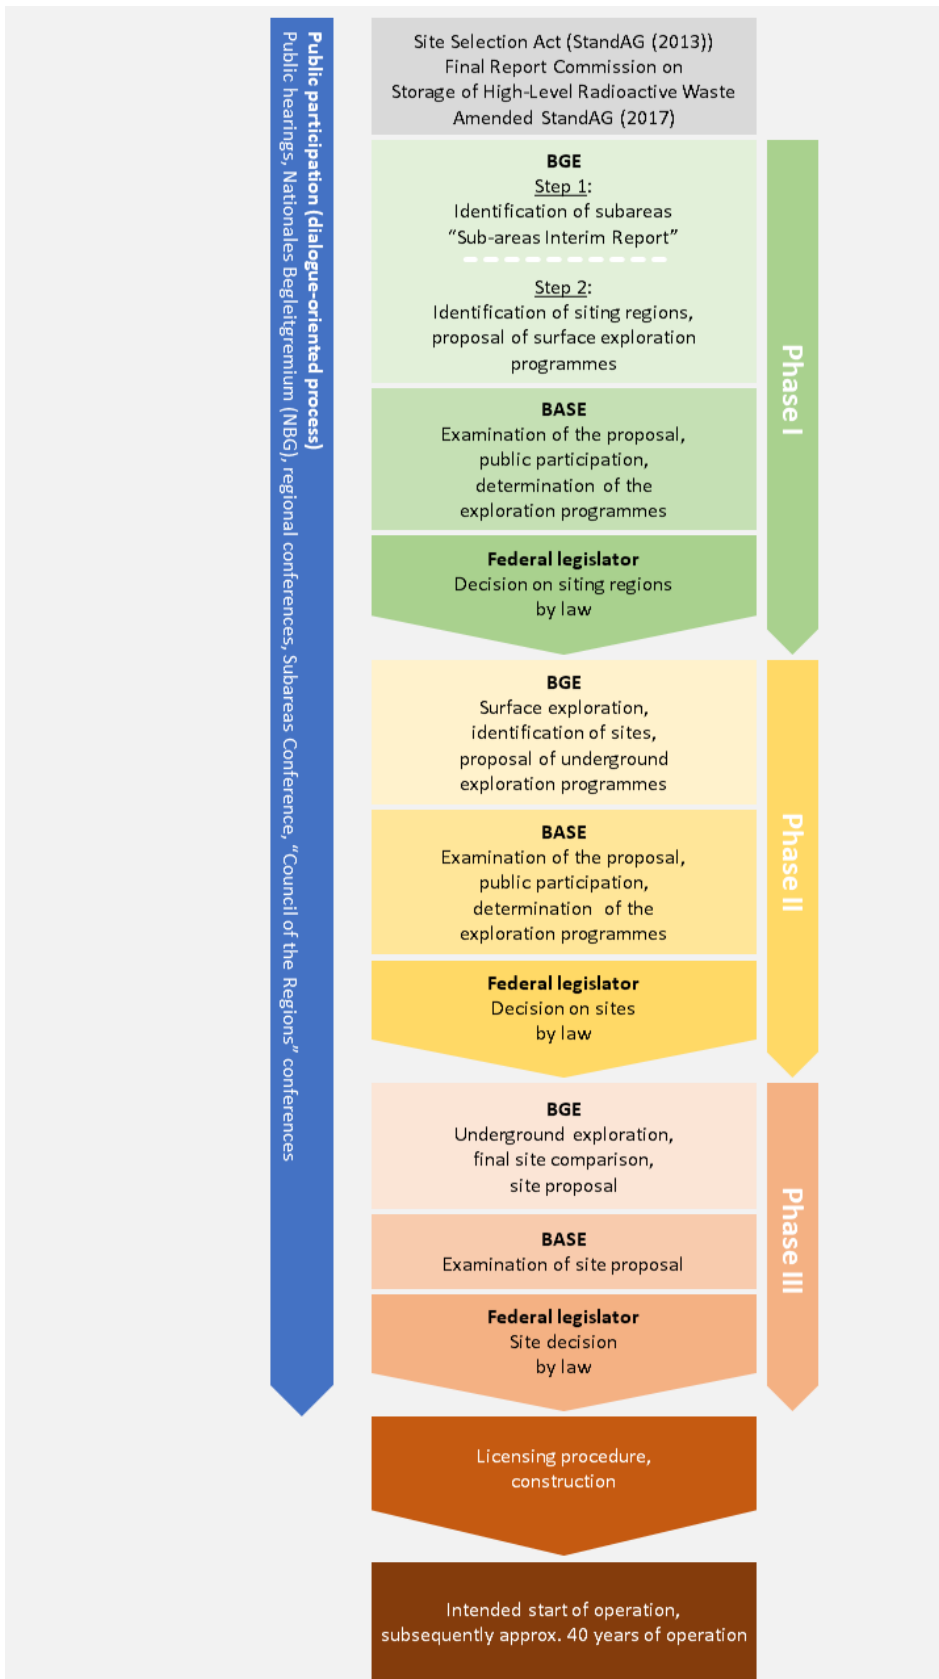 Public participation (dialogue-oriented process)
Public hearings, Nationales Begleitgremium (NBG), regional conferences, Subareas Conference, “Council of the Regions” conferences
Site Selection Act (StandAG (2013))
Final Report Commission on
Storage of High-Level Radioactive Waste
Amended StandAG (2017)
Phase I
BGE
Step 1:
Identification of subareas
“Sub-areas Interim Report”
Step 2:
Identification of siting regions,
proposal of surface exploration
programmes
BASE
Examination of the proposal,
public participation,
determination of the
exploration programmes
Federal legislator
Decision on siting regions
by law
Phase II
BGE
Surface exploration,
identification of sites,
proposal of underground
exploration programmes
BASE
Examination of the proposal,
public participation,
determination of the
exploration programmes
Federal legislator
Decision on sites
by law
Phase III
BGE
Underground exploration,
final site comparison,
site proposal
BASE
Examination of site proposal
Federal legislator
Site decision
by law
Licensing procedure,
construction
Intended start of operation,
subsequently approx. 40 years of operation